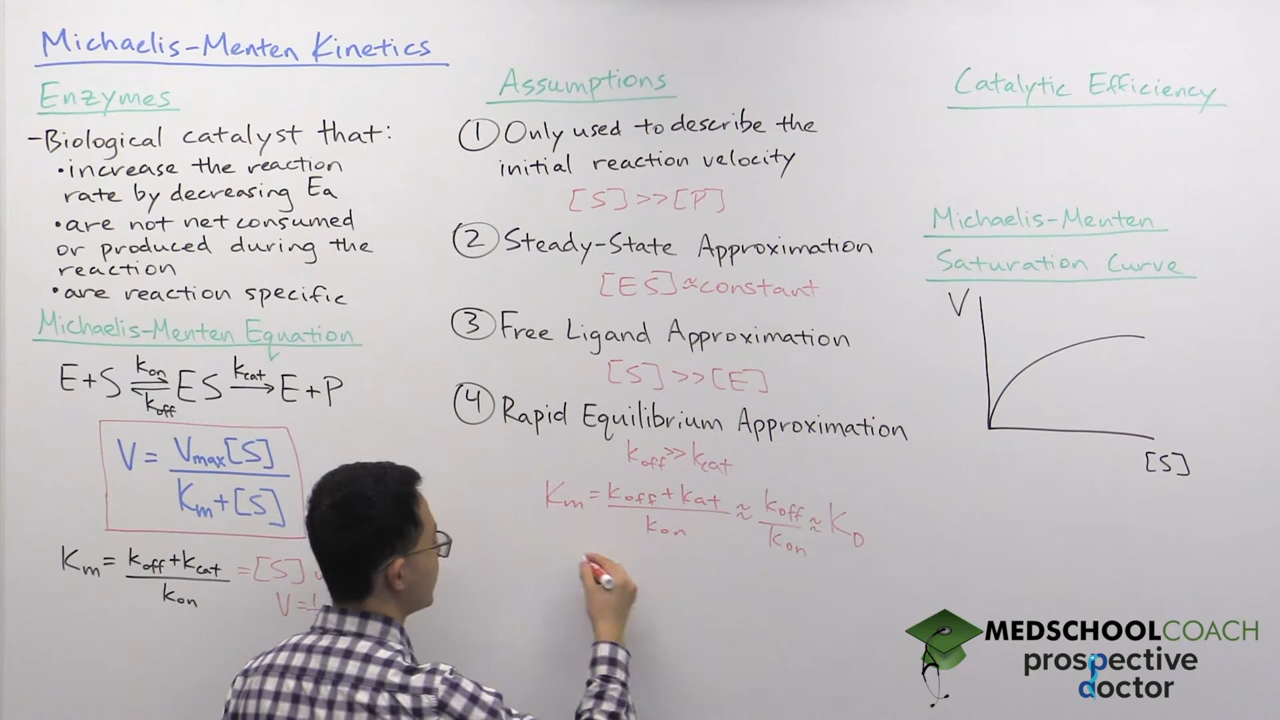 Michaelis-Menten Kinetics
Enzymes
-Biological catalyst that:
•increase the reaction
rate by decreasing Ea
•are not net consumed
or produced during the
reaction
•are reaction specific
Michaelis-Menten Equation
E+S kon koff ES kcat E+P
V = Vmax[S]
Km+[S]
Km = koff+kcat = [S]
kon
V=1
Assumptions
① Only used to describe the
initial reaction velocity
[S]>>[P]
② Steady-State Approximation
[ES]≈constant
③ Free Ligand Approximation
[S]>>[E]
④ Rapid Equilibrium Approximation
koff>>kcat
Km = koff+kat ≈ koff ≈ KD
kon kon
Catalytic Efficiency
Michaelis-Menten
Saturation Curve
V
[S]
MEDSCHOOLCOACH
prospective
doctor